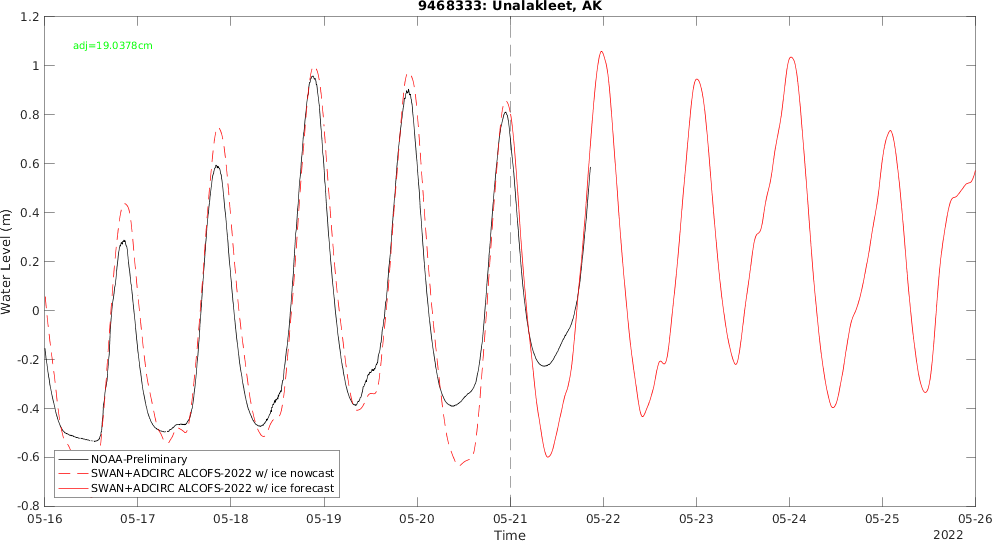 9468333: Unalakleet, AK
adj=19.0378cm
1.2
1
0.8
0.6
0.4
0.2
0
-0.2
-0.4
-0.6
-0.8
Water Level (m)
NOAA-Preliminary
SWAN+ADCIRC ALCOFS-2022 w/ ice nowcast
SWAN+ADCIRC ALCOFS-2022 w/ ice forecast
05-16 05-17 05-18 05-19 05-20 05-21 05-22 05-23 05-24 05-25 05-26
Time
2022